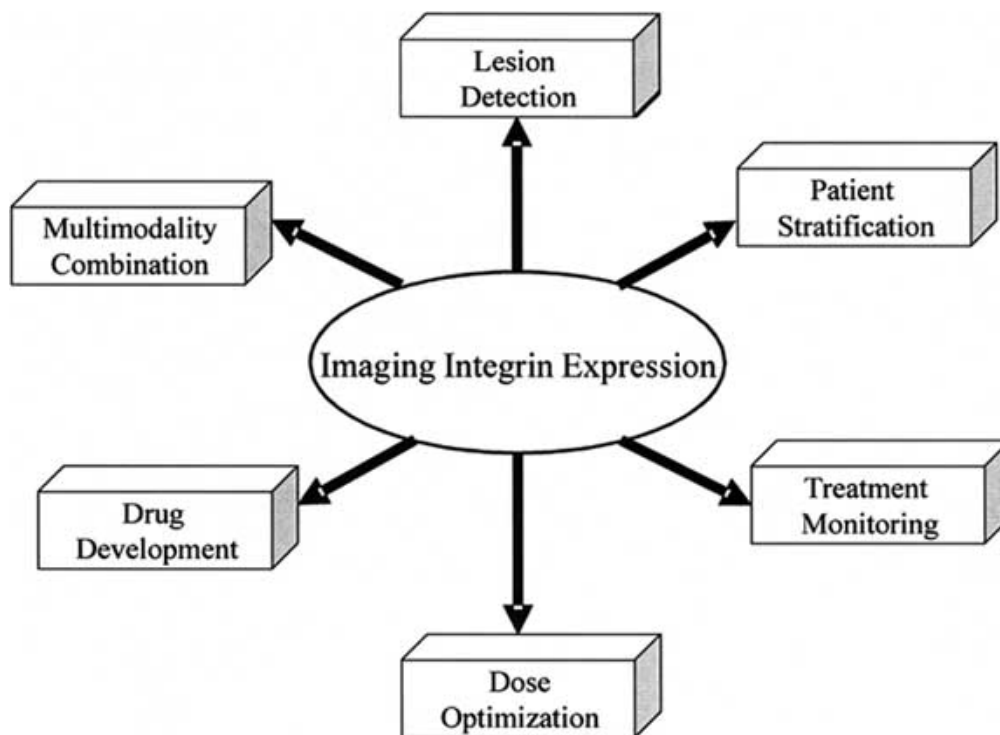 Lesion
Detection
Patient
Stratification
Multimodality
Combination
Imaging Integrin Expression
Drug
Development
Treatment
Monitoring
Dose
Optimization